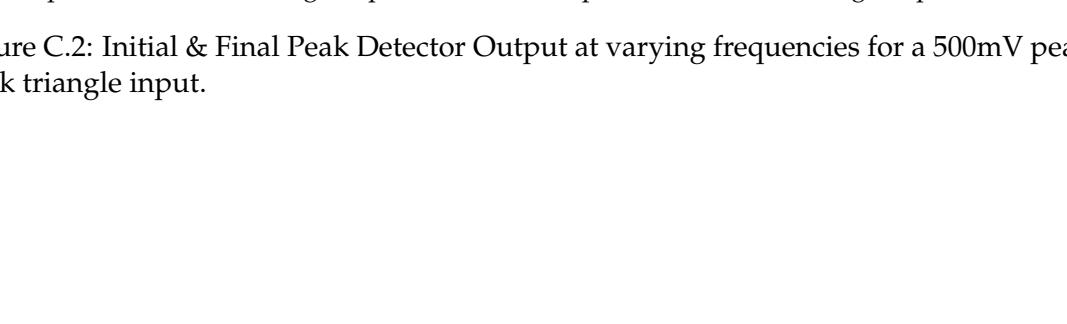 ure C.2: Initial & Final Peak Detector Output at varying frequencies for a 500mV pea
k triangle input.